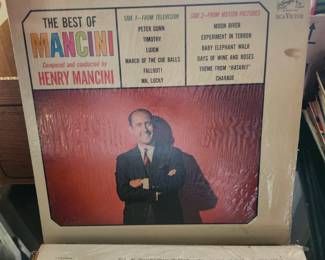 THE BEST OF
MANCINI
Composed and conducted by
HENRY MANCINI
SIDE 1—FROM TELEVISION
PETER GUNN
TIMOTHY
LUJON
MARCH OF THE CUE BALLS
FALLOUT!
MR. LUCKY
SIDE 2—FROM MOTION PICTURES
MOON RIVER
EXPERIMENT IN TERROR
BABY ELEPHANT WALK
DAYS OF WINE AND ROSES
THEME FROM "HATARI!"
CHARADE
RCA VICTOR